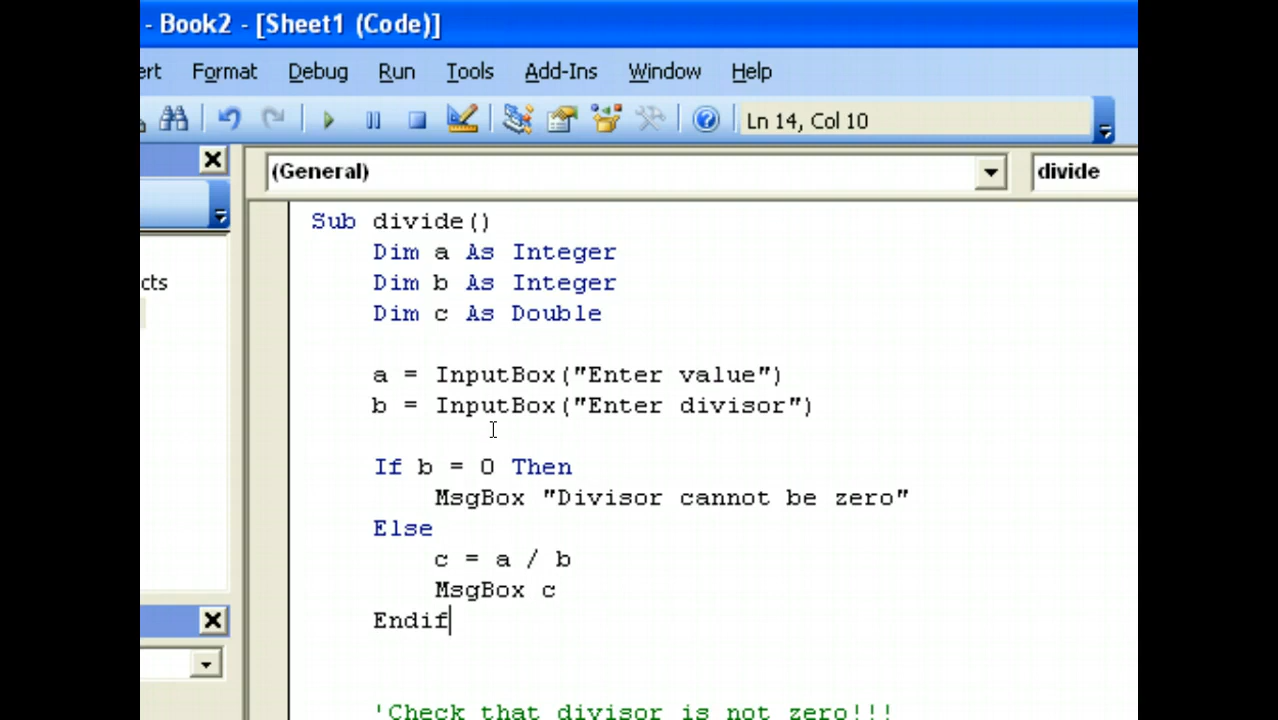 - Book2 - [Sheet1 (Code)]
ert Format Debug Run Tools Add-Ins Window Help
Ln 14, Col 10
(General) divide
cts
Sub divide()
Dim a As Integer
Dim b As Integer
Dim c As Double
a = InputBox("Enter value")
b = InputBox("Enter divisor")
If b = 0 Then
MsgBox "Divisor cannot be zero"
Else
c = a / b
MsgBox c
Endif
'Check that divisor is not zero!!!